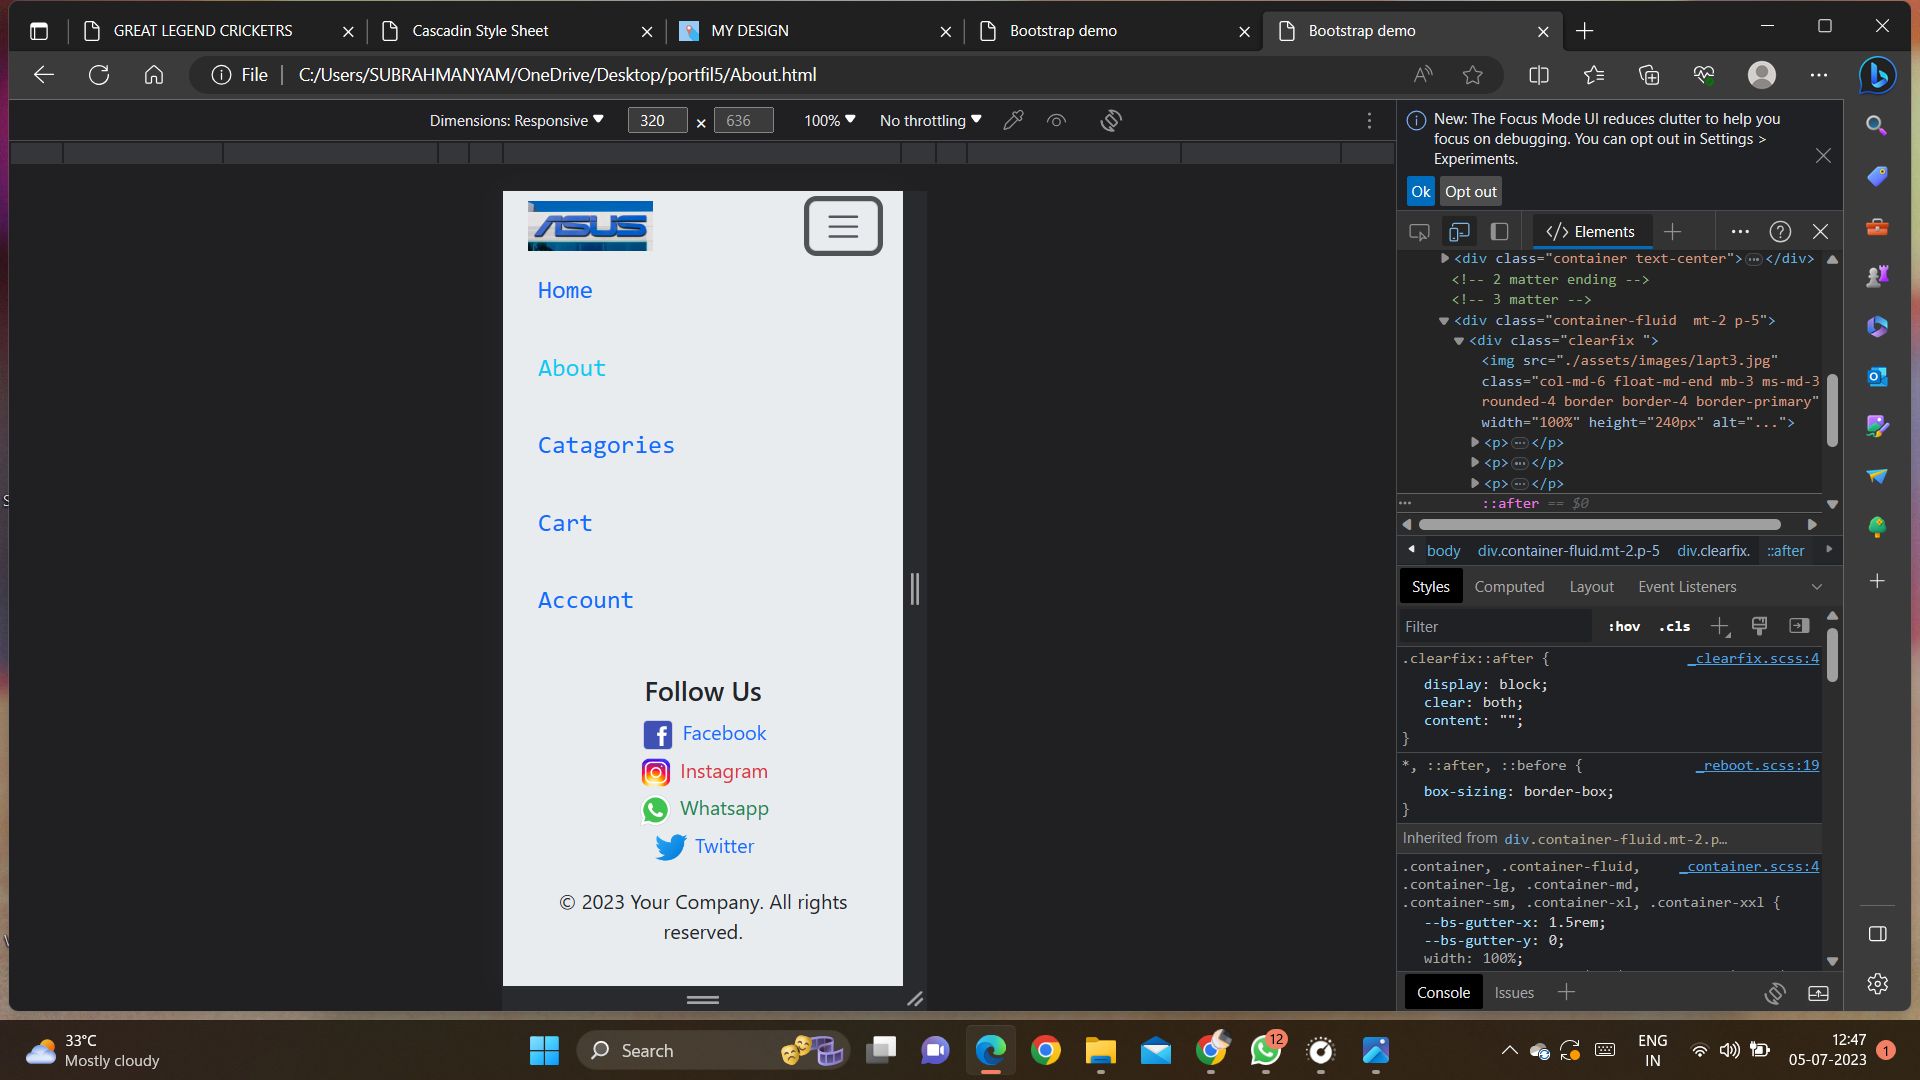 GREAT LEGEND CRICKETRS
Cascadin Style Sheet
MY DESIGN
Bootstrap demo
Bootstrap demo
File
C:/Users/SUBRAHMANYAM/OneDrive/Desktop/portfil5/About.html
Dimensions: Responsive
320 × 636
100%
No throttling
ASUS
Home
About
Catagories
Cart
Account
Follow Us
Facebook
Instagram
Whatsapp
Twitter
© 2023 Your Company. All rights
reserved.
New: The Focus Mode UI reduces clutter to help you
focus on debugging. You can opt out in Settings >
Experiments.
Ok
Opt out
</> Elements
<div class="container text-center"> ⋯ </div>
<!-- 2 matter ending -->
<!-- 3 matter -->
<div class="container-fluid  mt-2 p-5">
<div class="clearfix ">
<img src="./assets/images/lapt3.jpg"
class="col-md-6 float-md-end mb-3 ms-md-3
rounded-4 border border-4 border-primary"
width="100%" height="240px" alt="...">
<p> ⋯ </p>
<p> ⋯ </p>
<p> ⋯ </p>
::after == $0
body div.container-fluid.mt-2.p-5 div.clearfix. ::after
Styles Computed Layout Event Listeners
Filter
:hov .cls
.clearfix::after { _clearfix.scss:4
display: block;
clear: both;
content: "";
}
*, ::after, ::before { _reboot.scss:19
box-sizing: border-box;
}
Inherited from div.container-fluid.mt-2.p…
.container, .container-fluid, _container.scss:4
.container-lg, .container-md,
.container-sm, .container-xl, .container-xxl {
--bs-gutter-x: 1.5rem;
--bs-gutter-y: 0;
width: 100%;
Console Issues
33°C
Mostly cloudy
Search
12
ENG
IN
12:47
05-07-2023
1